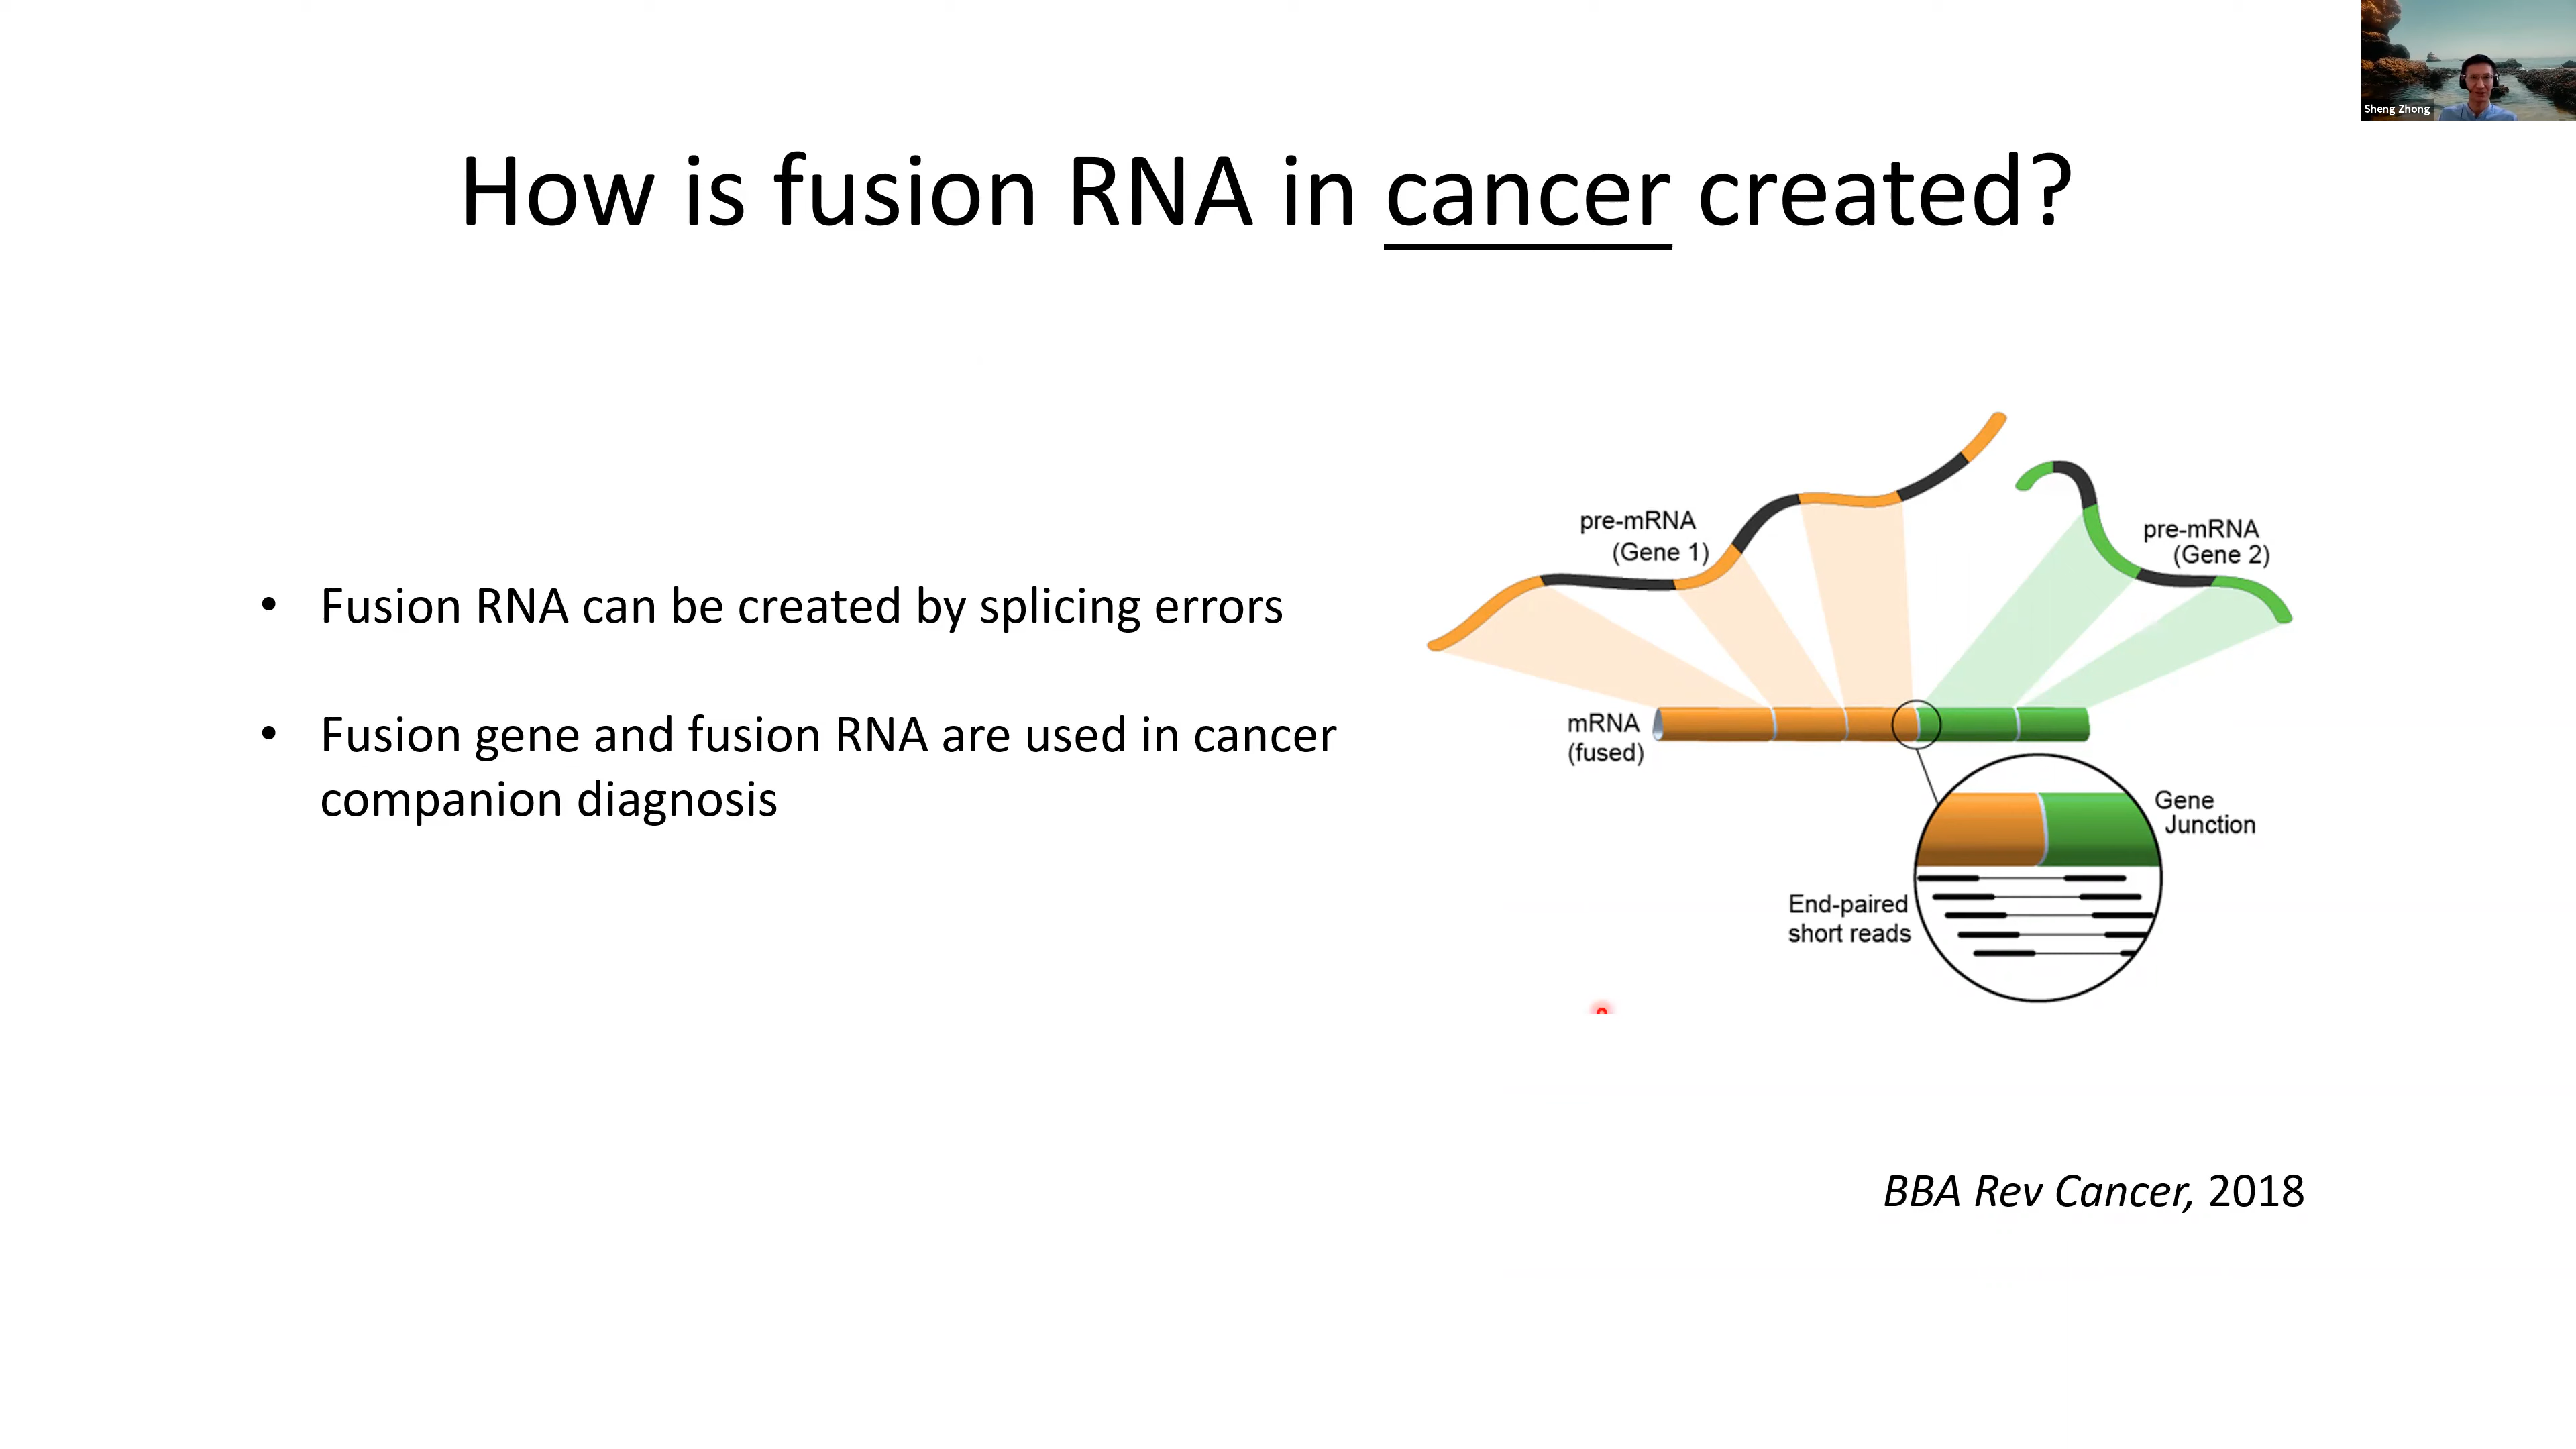 Sheng Zhong
How is fusion RNA in cancer created?
• Fusion RNA can be created by splicing errors
• Fusion gene and fusion RNA are used in cancer
companion diagnosis
pre-mRNA
(Gene 1)
pre-mRNA
(Gene 2)
mRNA
(fused)
Gene
Junction
End-paired
short reads
BBA Rev Cancer, 2018